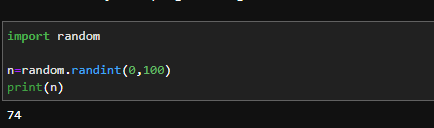 import random
n=random.randint(0,100)
print(n)
74